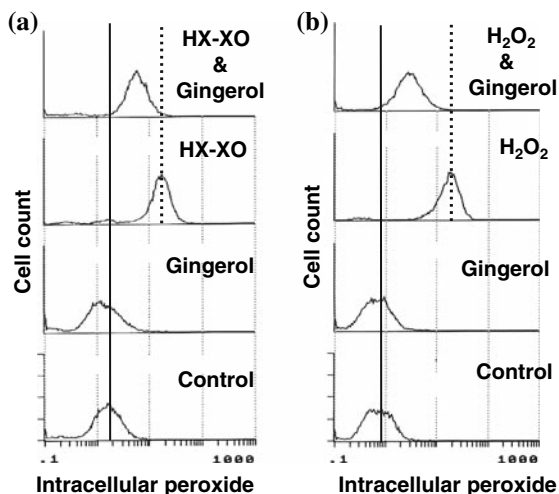 (a)
HX-XO
&
Gingerol
HX-XO
Gingerol
Control
Cell count
.1 1000
Intracellular peroxide
(b)
H₂O₂
& Gingerol
H₂O₂
Gingerol
Control
Cell count
.1 1000
Intracellular peroxide